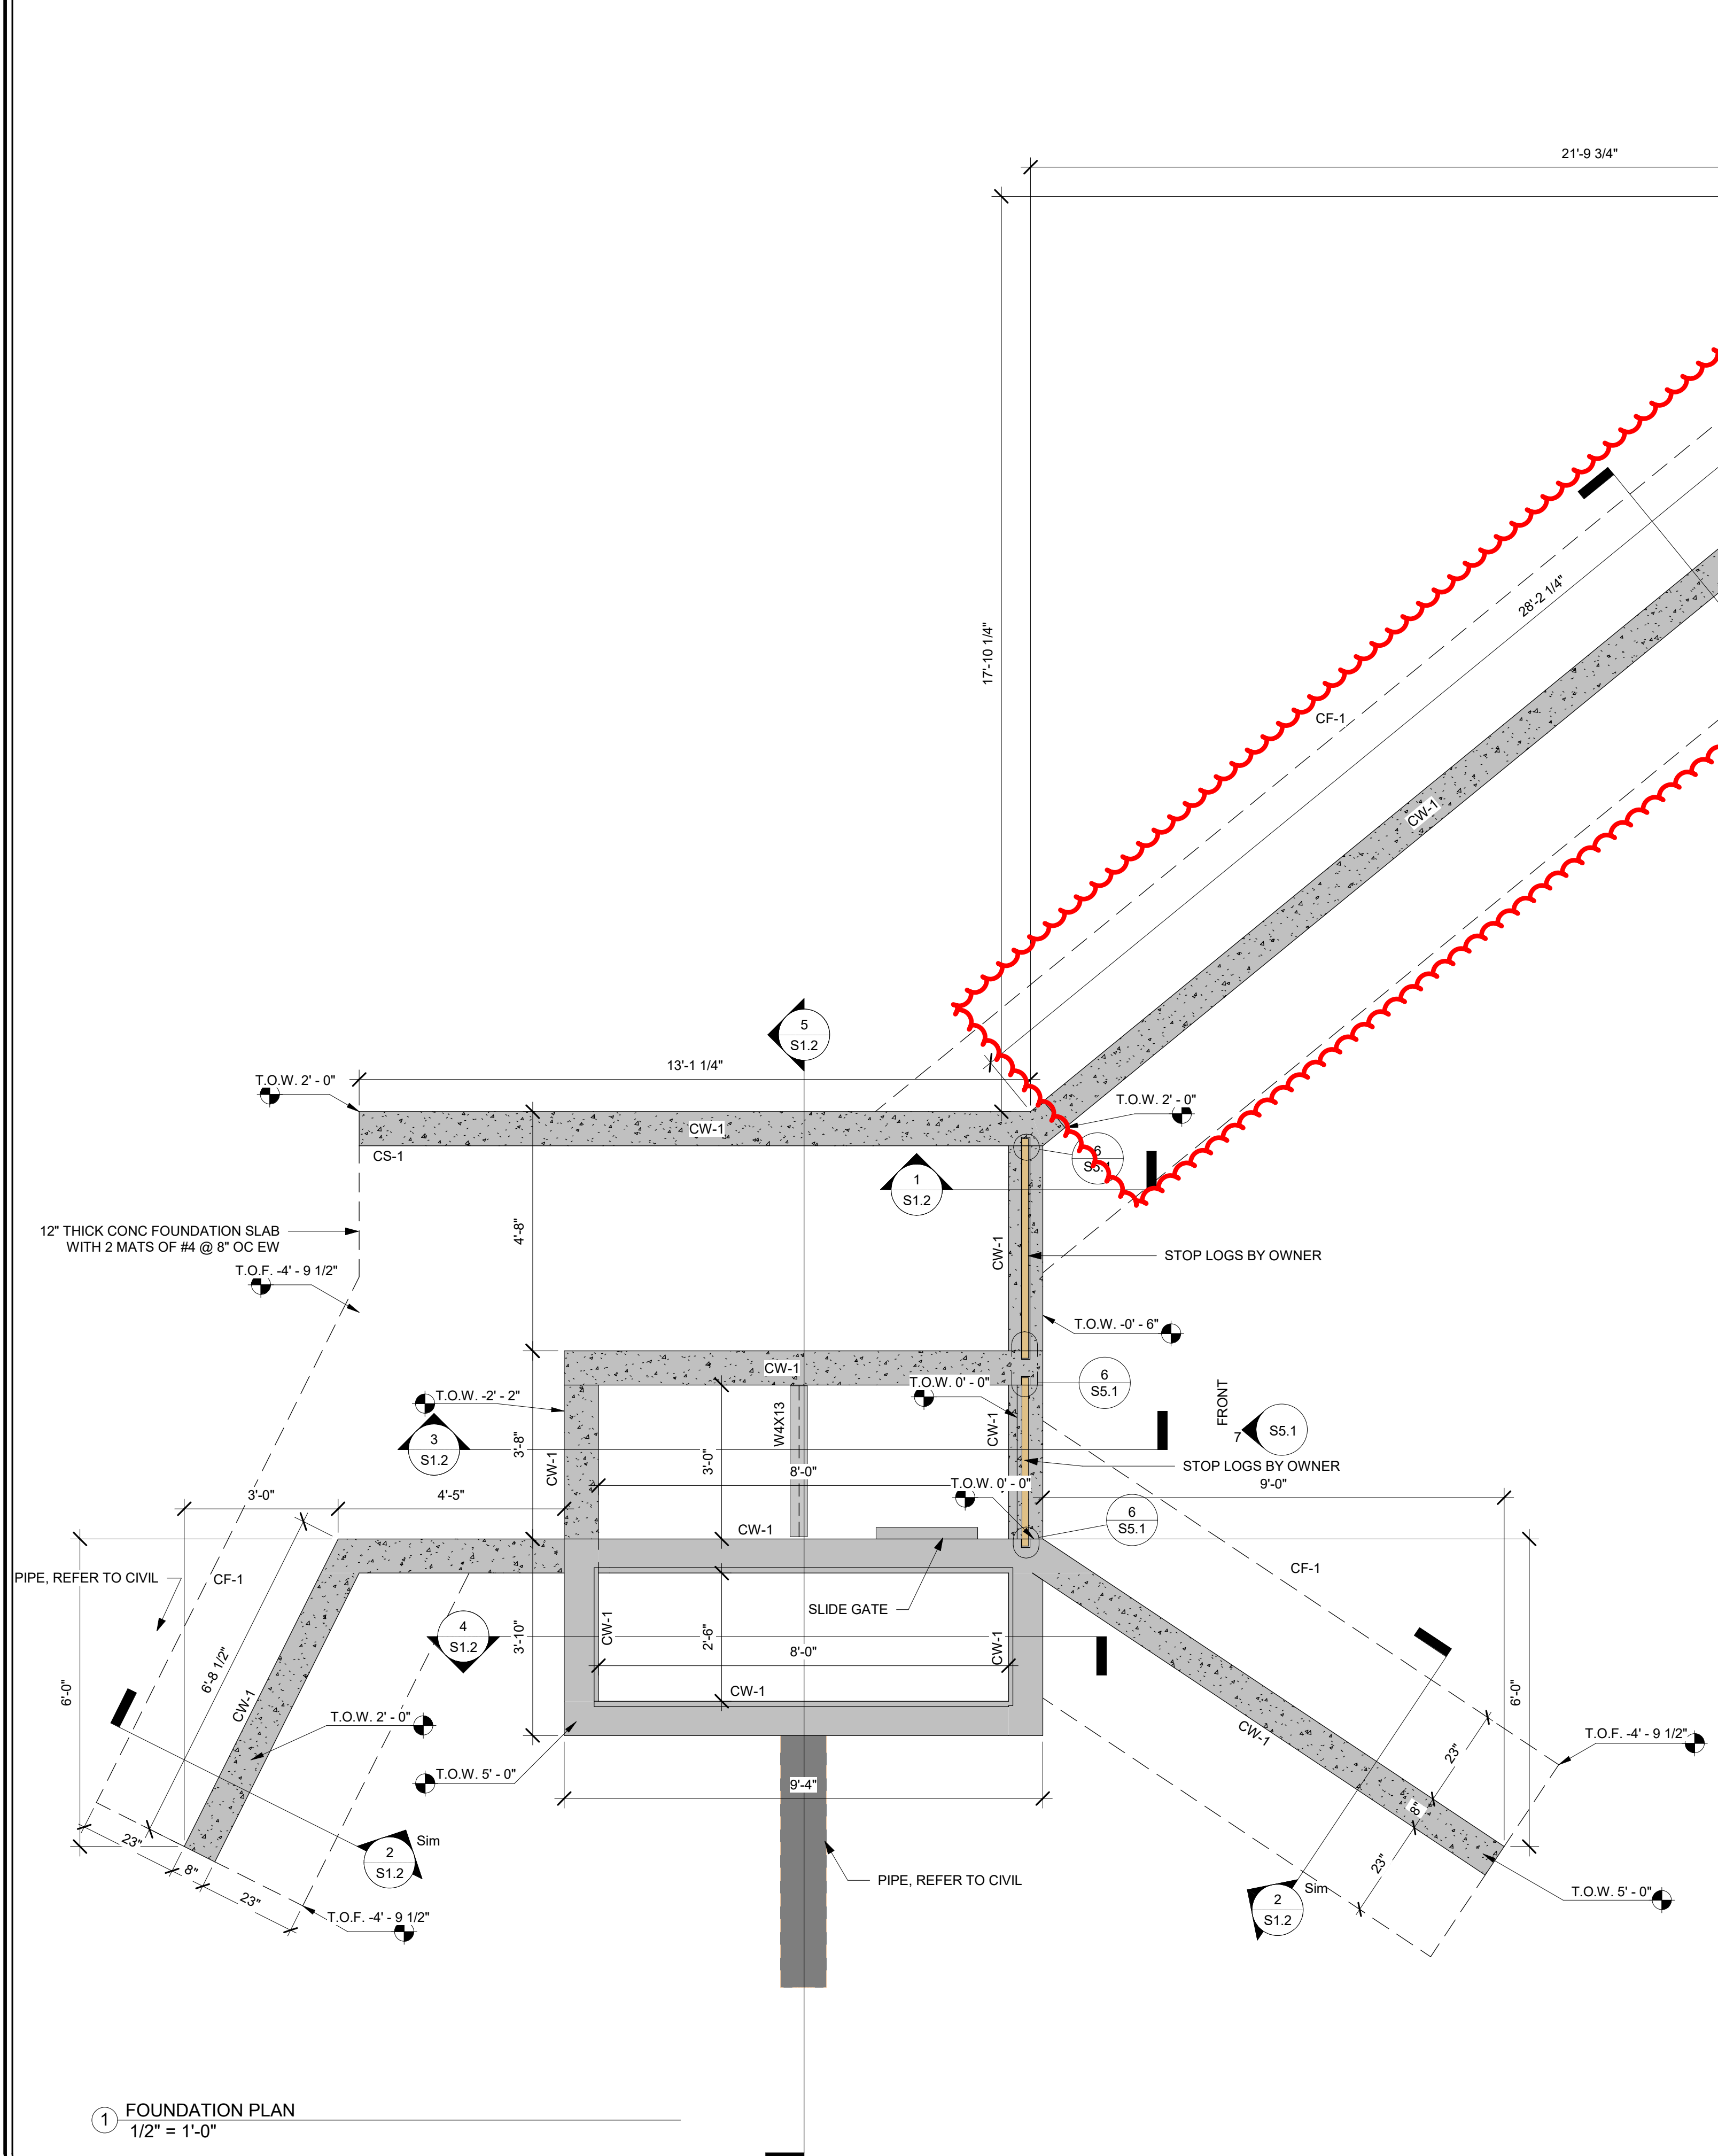 21'-9 3/4"
28'-2 1/4"
17'-10 1/4"
CF-1
CW-1
5
S1.2
13'-1 1/4"
T.O.W. 2' - 0"
T.O.W. 2' - 0"
CW-1
CS-1
6
S5.1
1
S1.2
4'-8"
12" THICK CONC FOUNDATION SLAB
WITH 2 MATS OF #4 @ 8" OC EW
CW-1
STOP LOGS BY OWNER
T.O.F. -4' - 9 1/2"
T.O.W. -0' - 6"
CW-1
T.O.W. 0' - 0"
6
S5.1
T.O.W. -2' - 2"
W4X13
CW-1
FRONT
7
S5.1
3
S1.2
3'-8"
CW-1
3'-0"
8'-0"
STOP LOGS BY OWNER
T.O.W. 0' - 0"
9'-0"
3'-0"
4'-5"
6
S5.1
CW-1
PIPE, REFER TO CIVIL
CF-1
CF-1
SLIDE GATE
4
S1.2
3'-10"
CW-1
2'-6"
8'-0"
CW-1
6'-8 1/2"
6'-0"
CW-1
CW-1
6'-0"
T.O.W. 2' - 0"
CW-1
T.O.F. -4' - 9 1/2"
23"
T.O.W. 5' - 0"
9'-4"
8"
23"
8"
23"
2
S1.2
Sim
23"
PIPE, REFER TO CIVIL
2
S1.2
Sim
T.O.W. 5' - 0"
T.O.F. -4' - 9 1/2"
1
FOUNDATION PLAN
1/2" = 1'-0"